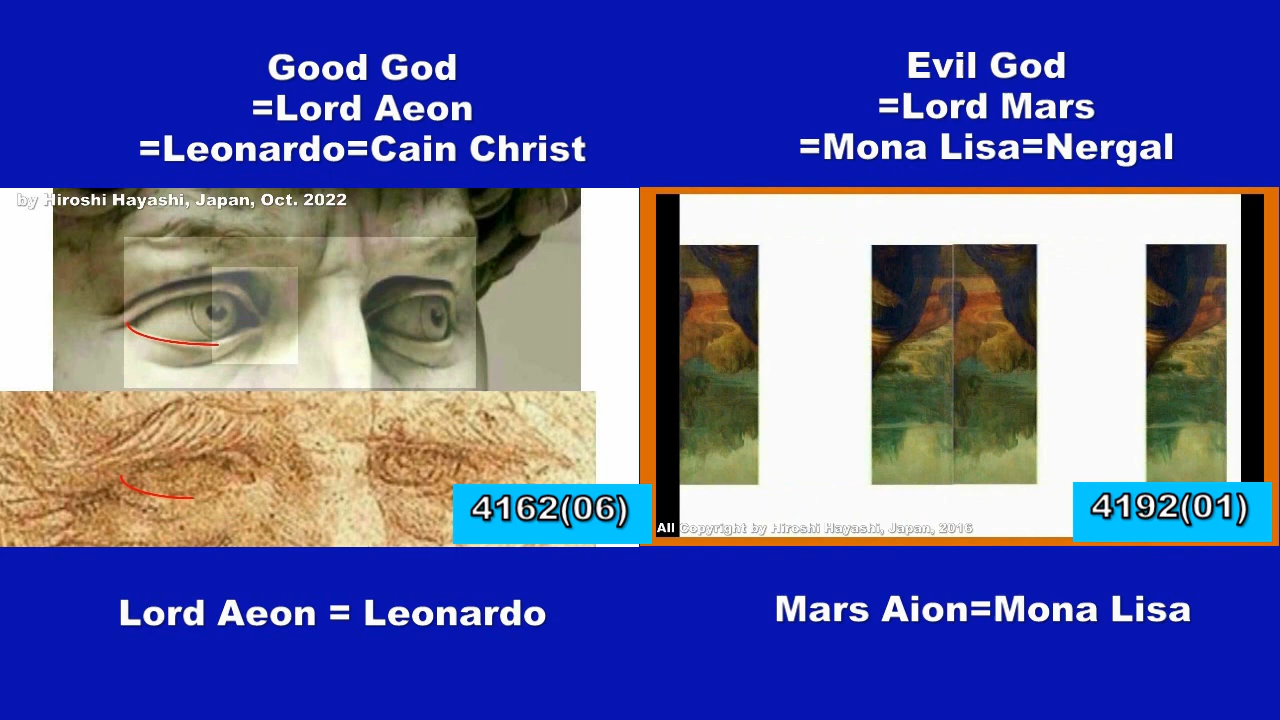 Good God
=Lord Aeon
=Leonardo=Cain Christ
Evil God
=Lord Mars
=Mona Lisa=Nergal
by Hiroshi Hayashi, Japan, Oct. 2022
4162(06)
4192(01)
All Copyright by Hiroshi Hayashi, Japan, 2016
Lord Aeon = Leonardo
Mars Aion=Mona Lisa